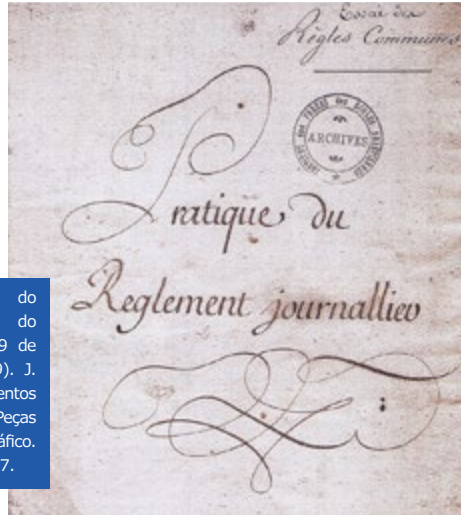 Essai des
Règles Communes
ARCHIVES
Pratique du
Reglement journallier
do
do
9 de
9). J.
entos
Peças
áfico.
7.